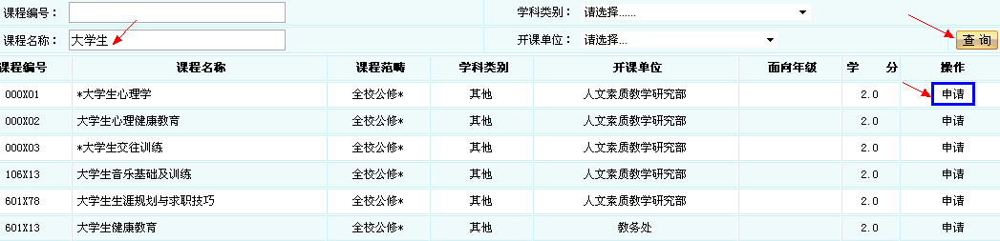 课程编号： 学科类别： 请选择......
课程名称： 大学生 开课单位： 请选择... 查 询
课程编号 课程名称 课程范畴 学科类别 开课单位 面向年级 学 分 操作
000X01 *大学生心理学 全校公修* 其他 人文素质教学研究部 2.0 申请
000X02 大学生心理健康教育 全校公修* 其他 人文素质教学研究部 2.0 申请
000X03 *大学生交往训练 全校公修* 其他 人文素质教学研究部 2.0 申请
106X13 大学生音乐基础及训练 全校公修* 其他 人文素质教学研究部 2.0 申请
601X78 大学生生涯规划与求职技巧 全校公修* 其他 人文素质教学研究部 2.0 申请
601X13 大学生健康教育 全校公修* 其他 教务处 2.0 申请